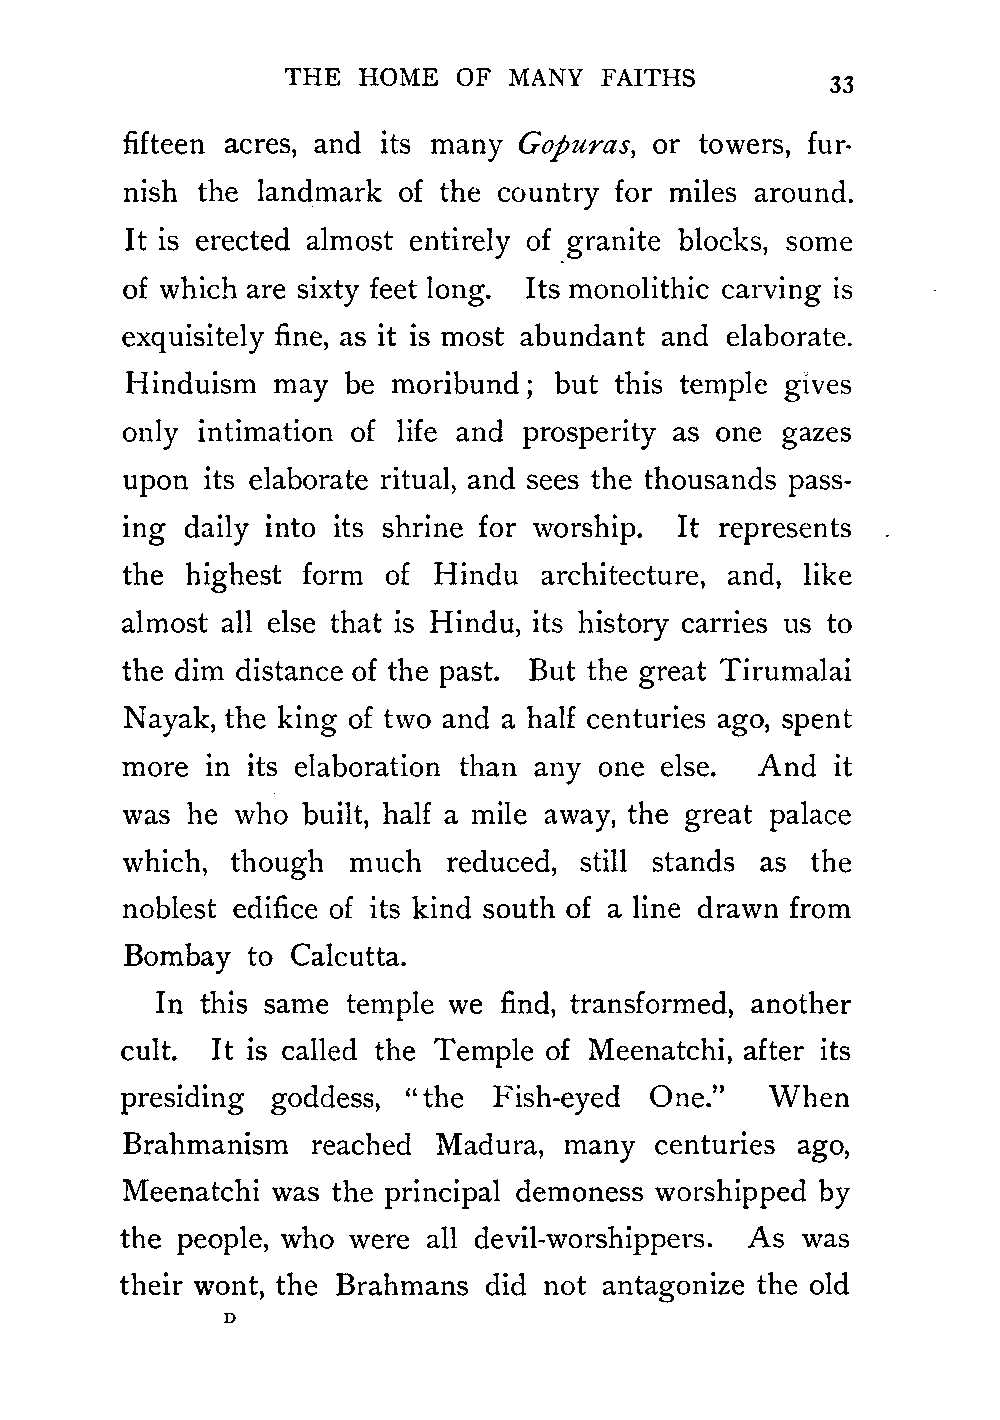 THE HOME OF MANY FAITHS 33
fifteen acres, and its many Gopuras, or towers, fur-
nish the landmark of the country for miles around.
It is erected almost entirely of granite blocks, some
of which are sixty feet long. Its monolithic carving is
exquisitely fine, as it is most abundant and elaborate.
Hinduism may be moribund; but this temple gives
only intimation of life and prosperity as one gazes
upon its elaborate ritual, and sees the thousands pass-
ing daily into its shrine for worship. It represents
the highest form of Hindu architecture, and, like
almost all else that is Hindu, its history carries us to
the dim distance of the past. But the great Tirumalai
Nayak, the king of two and a half centuries ago, spent
more in its elaboration than any one else. And it
was he who built, half a mile away, the great palace
which, though much reduced, still stands as the
noblest edifice of its kind south of a line drawn from
Bombay to Calcutta.
In this same temple we find, transformed, another
cult. It is called the Temple of Meenatchi, after its
presiding goddess, "the Fish-eyed One." When
Brahmanism reached Madura, many centuries ago,
Meenatchi was the principal demoness worshipped by
the people, who were all devil-worshippers. As was
their wont, the Brahmans did not antagonize the old
D